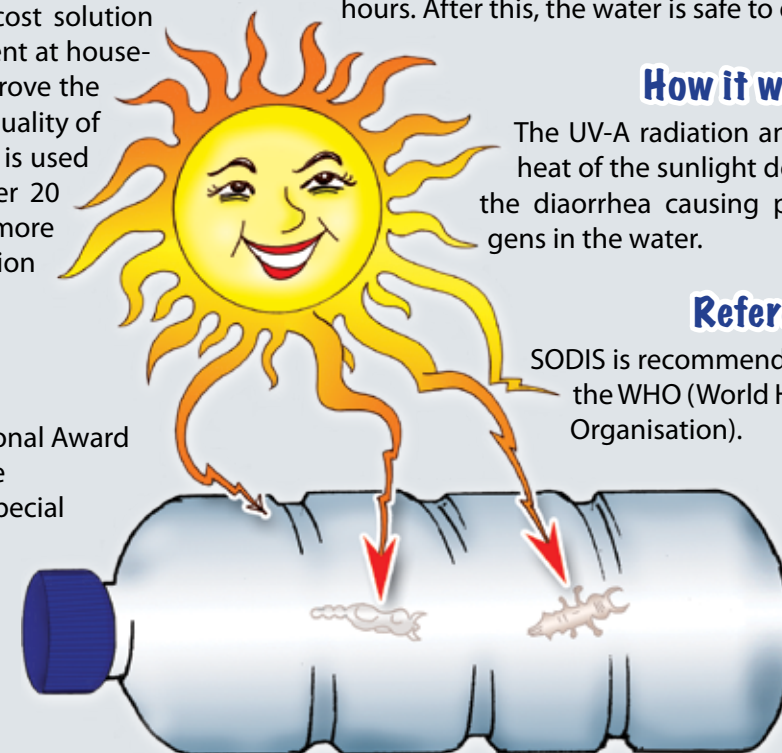 cost solution
ent at house-
rove the
uality of
is used
er 20
more
ion
onal Award
e
pecial
hours. After this, the water is safe to
How it w
The UV-A radiation an
heat of the sunlight de
the diaorrhea causing p
gens in the water.
Refer
SODIS is recommend
the WHO (World H
Organisation).